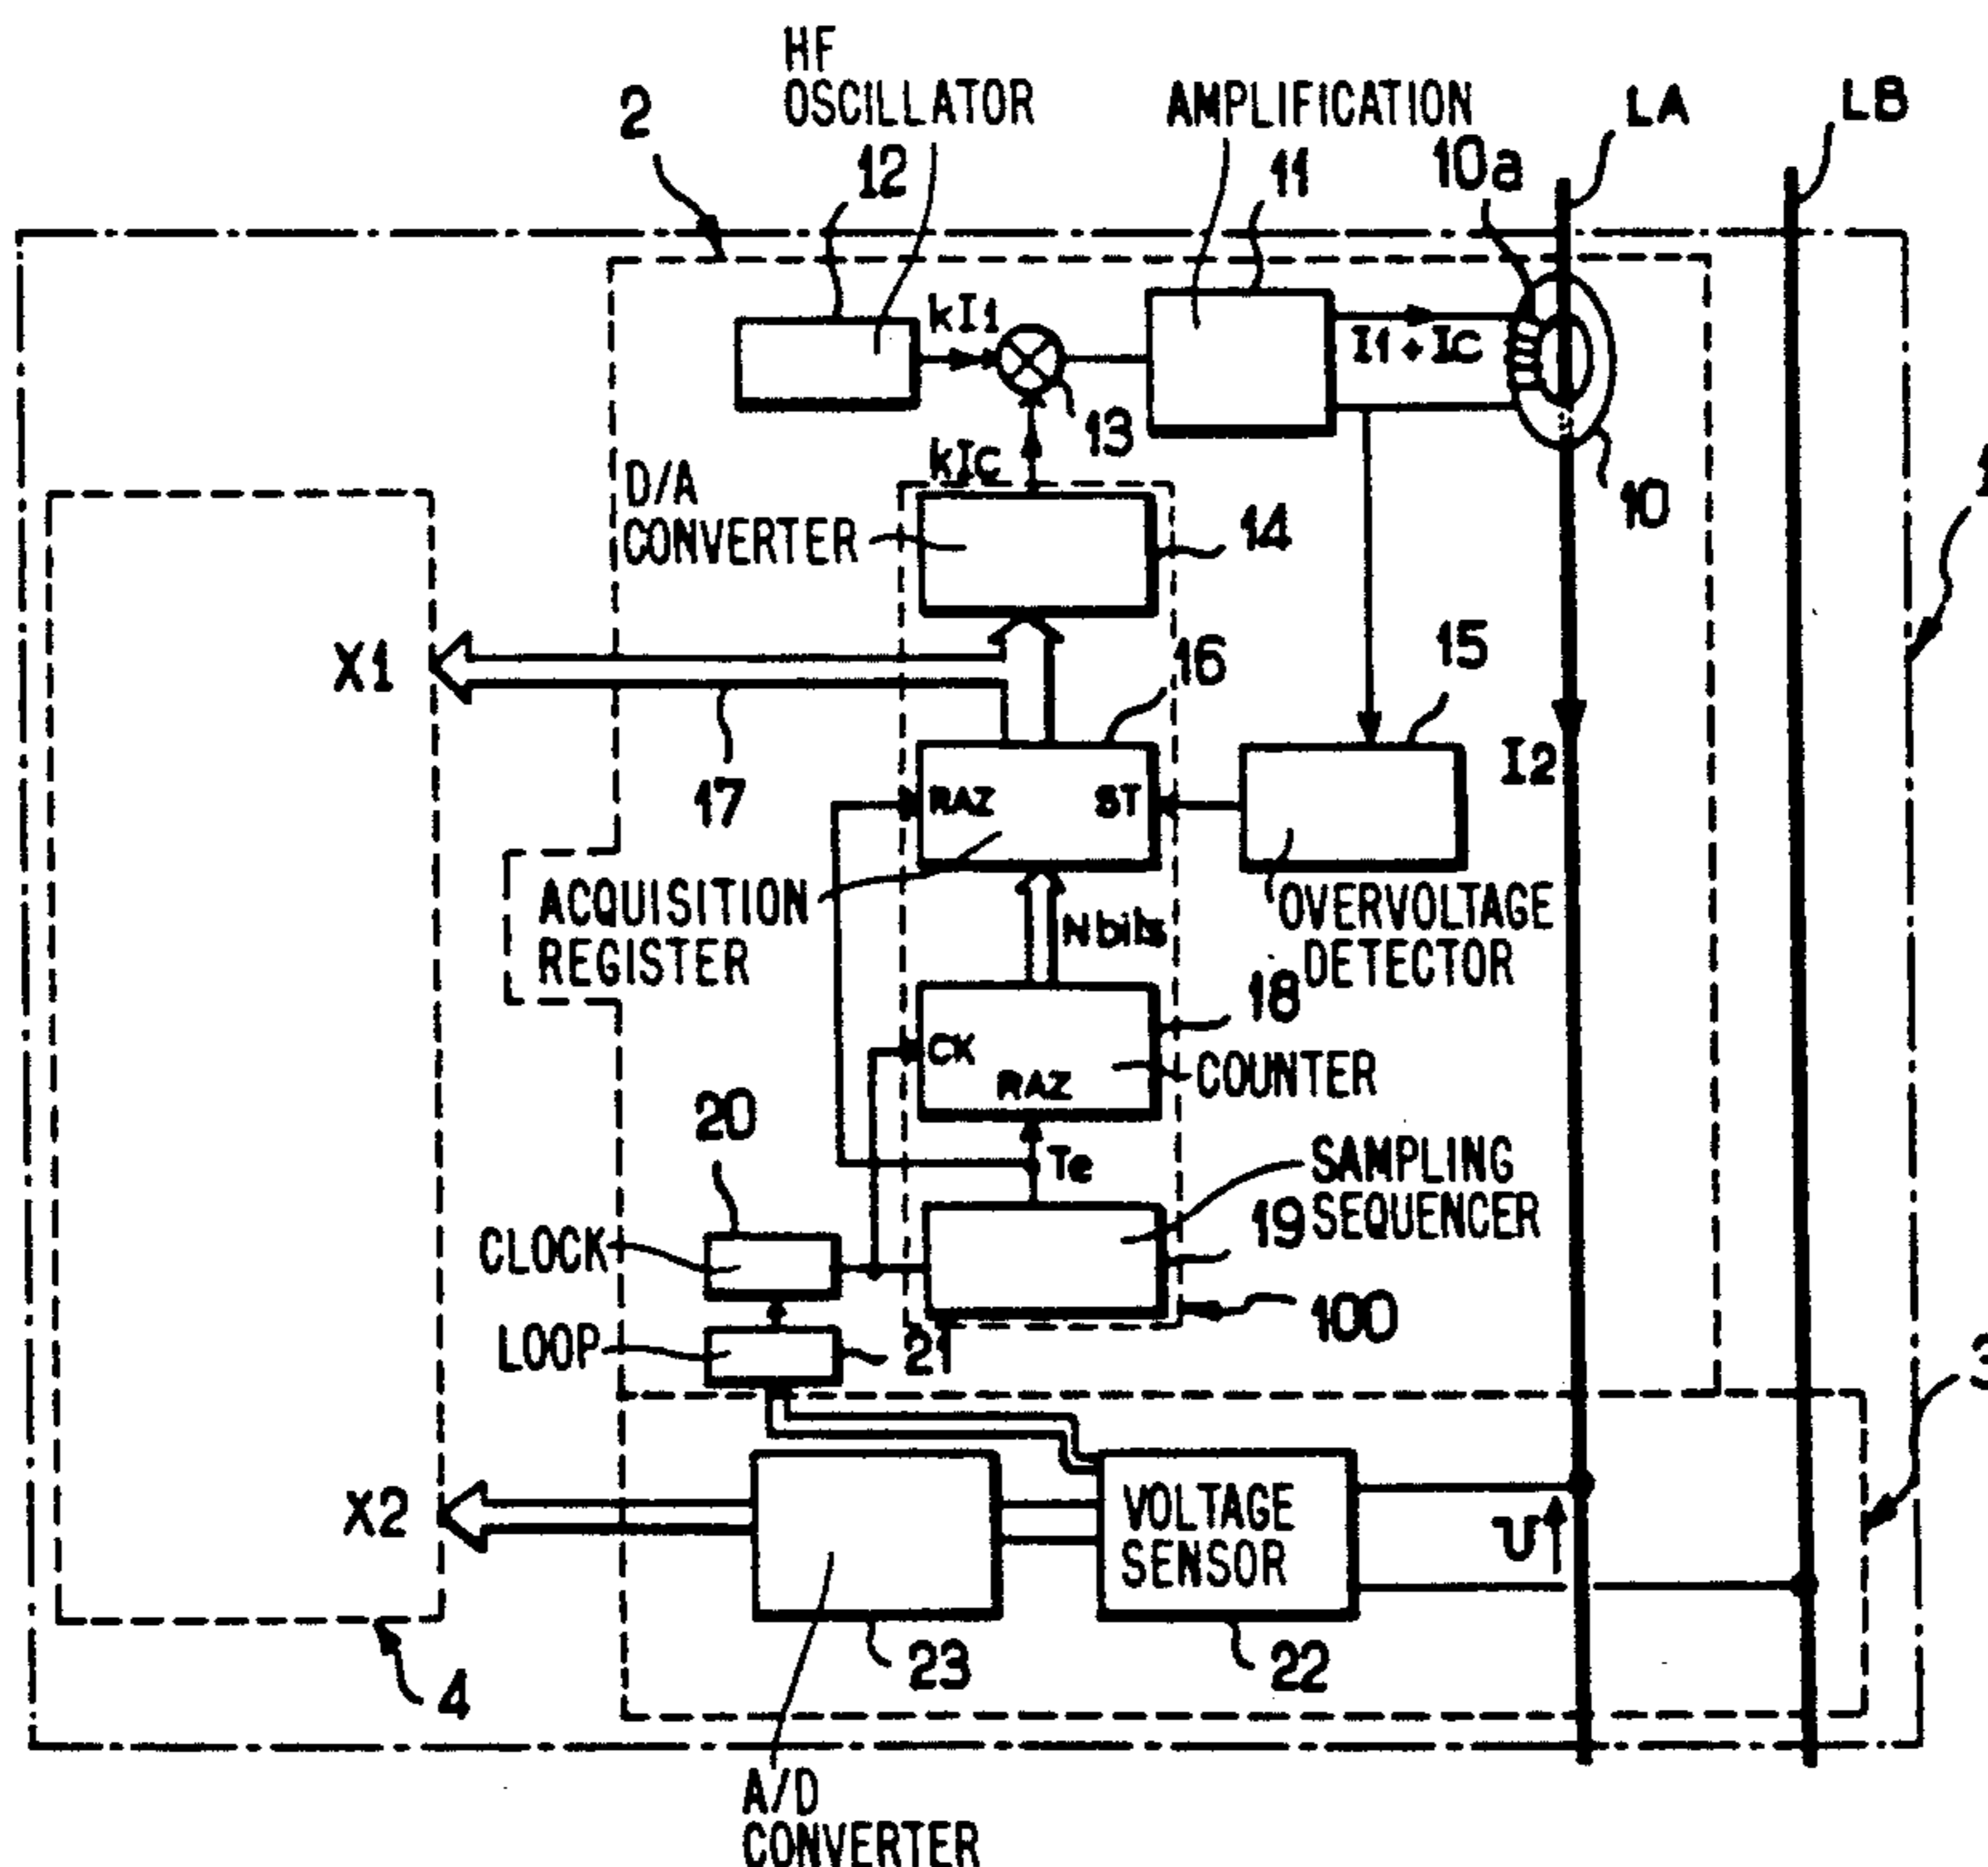 HF
OSCILLATOR
AMPLIFICATION
LA
LB
2
12
11
10a
kI1
I1+Ic
13
10
1
kIc
D/A
CONVERTER
14
X1
16
15
17
RAZ
ST
I2
ACQUISITION
REGISTER
N bits
OVERVOLTAGE
DETECTOR
18
CK
RAZ
COUNTER
20
Te
SAMPLING
SEQUENCER
19
CLOCK
100
LOOP
21
3
X2
VOLTAGE
SENSOR
U
23
22
4
A/D
CONVERTER